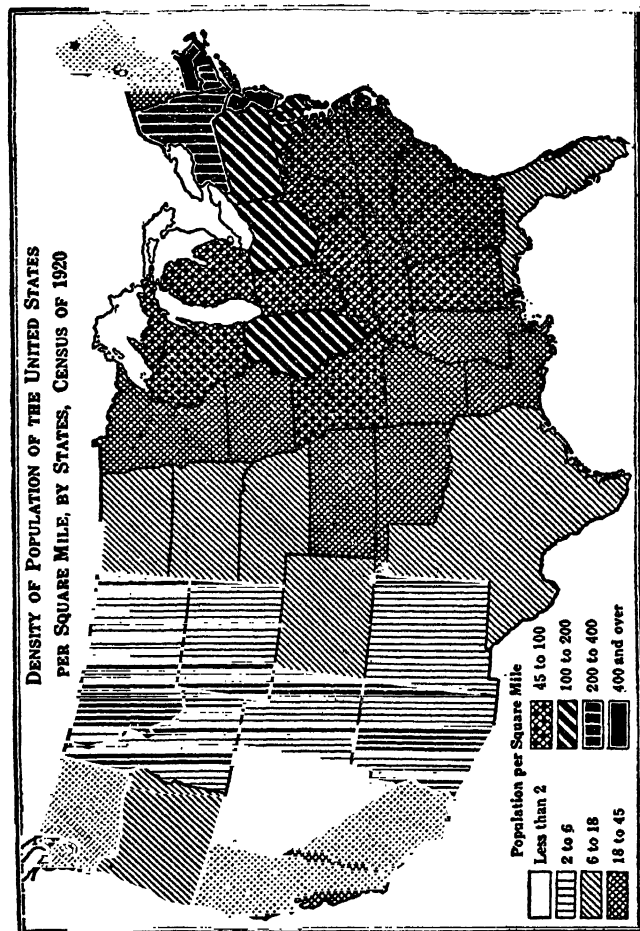 DENSITY OF POPULATION OF THE UNITED STATES
PER SQUARE MILE, BY STATES, CENSUS OF 1920
Population per Square Mile
Less than 2
2 to 6
6 to 18
18 to 45
45 to 100
100 to 200
200 to 400
400 and over